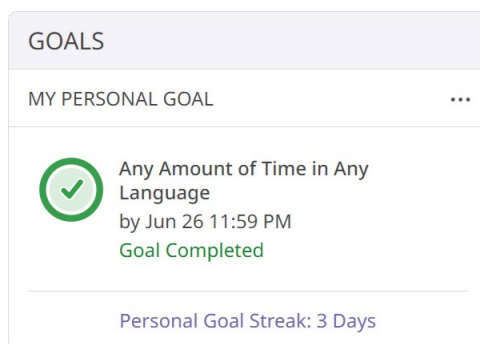 GOALS
MY PERSONAL GOAL
Any Amount of Time in Any
Language
by Jun 26 11:59 PM
Goal Completed
Personal Goal Streak: 3 Days